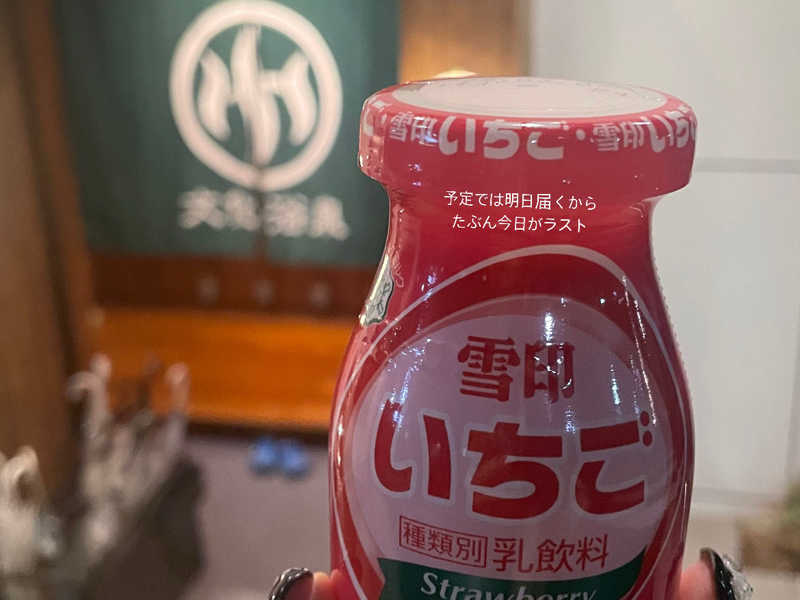 雪印いちご・雪印いちご
予定では明日届くから
たぶん今日がラスト
雪印
いちご
種類別 乳飲料
Strawberry